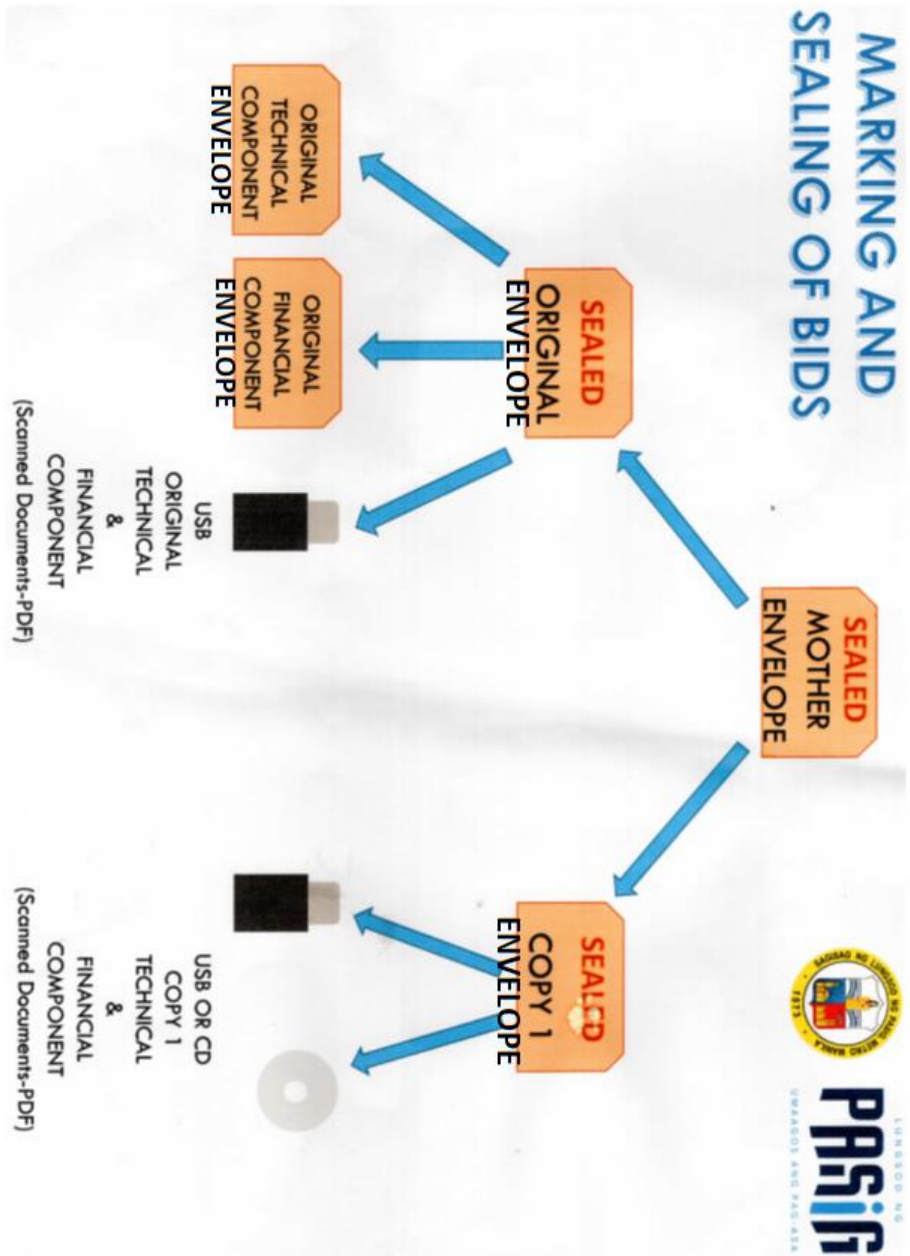 MARKING AND
SEALING OF BIDS
SAGISAG NG LUNGSOD NG PASIG METRO MANILA
1573
LUNGSOD NG
PASIG
UMAAGOS ANG PAG-ASA
SEALED
MOTHER
ENVELOPE
SEALED
ORIGINAL
ENVELOPE
SEALED
COPY 1
ENVELOPE
ORIGINAL
TECHNICAL
COMPONENT
ENVELOPE
ORIGINAL
FINANCIAL
COMPONENT
ENVELOPE
USB
ORIGINAL
TECHNICAL
&
FINANCIAL
COMPONENT
(Scanned Documents-PDF)
USB OR CD
COPY 1
TECHNICAL
&
FINANCIAL
COMPONENT
(Scanned Documents-PDF)